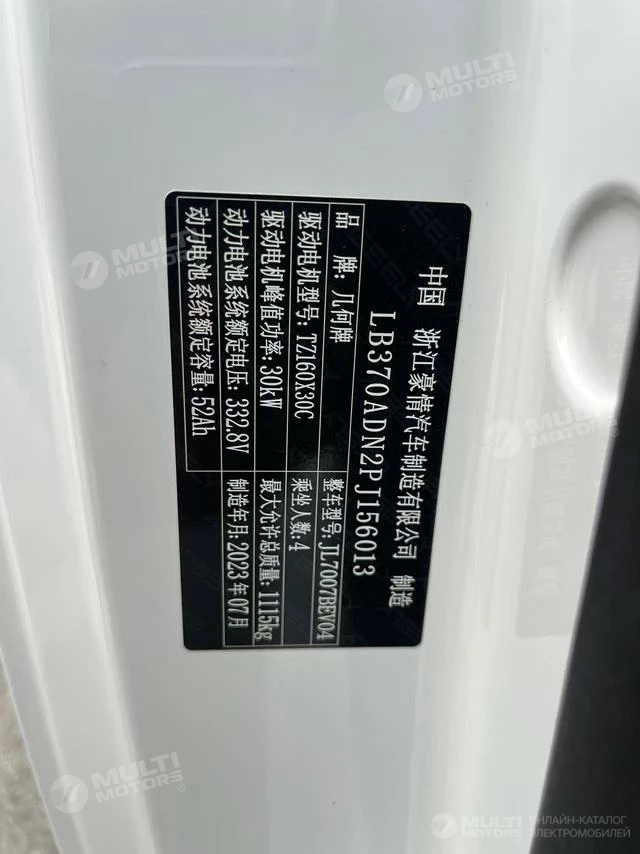 中国 浙江豪情汽车制造有限公司 制造
LB370ADN2PJ156013
品 牌: 几何牌 整车型号: JL7007BEV04
驱动电机型号: TZ160X30C 乘坐人数: 4
驱动电机峰值功率: 30kW 最大允许总质量: 1115kg
动力电池系统额定电压: 332.8V 制造年月: 2023年07月
动力电池系统额定容量: 52Ah
MULTI MOTORS®
MULTI MOTORS®
MULTI MOTORS®
MULTI MOTORS
ОНЛАЙН-КАТАЛОГ
ЭЛЕКТРОМОБИЛЕЙ